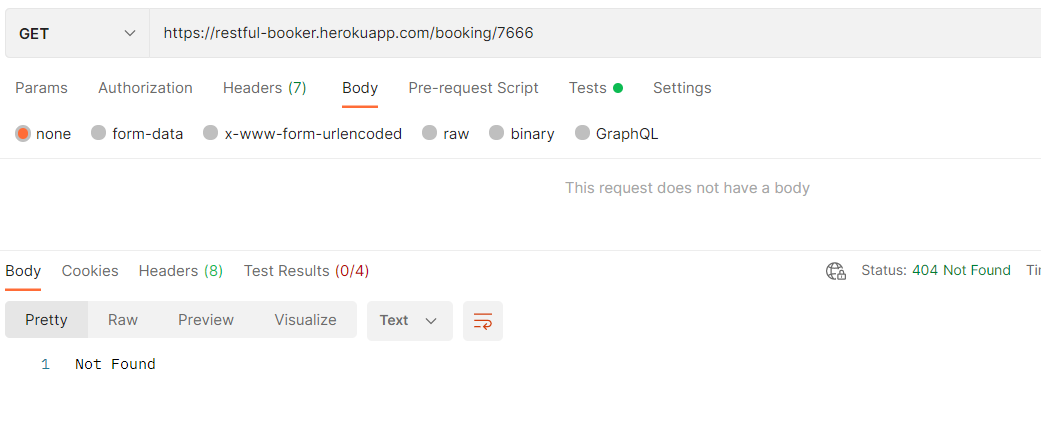 GET https://restful-booker.herokuapp.com/booking/7666
Params Authorization Headers (7) Body Pre-request Script Tests Settings
none form-data x-www-form-urlencoded raw binary GraphQL
This request does not have a body
Body Cookies Headers (8) Test Results (0/4) Status: 404 Not Found
Pretty Raw Preview Visualize Text
1 Not Found